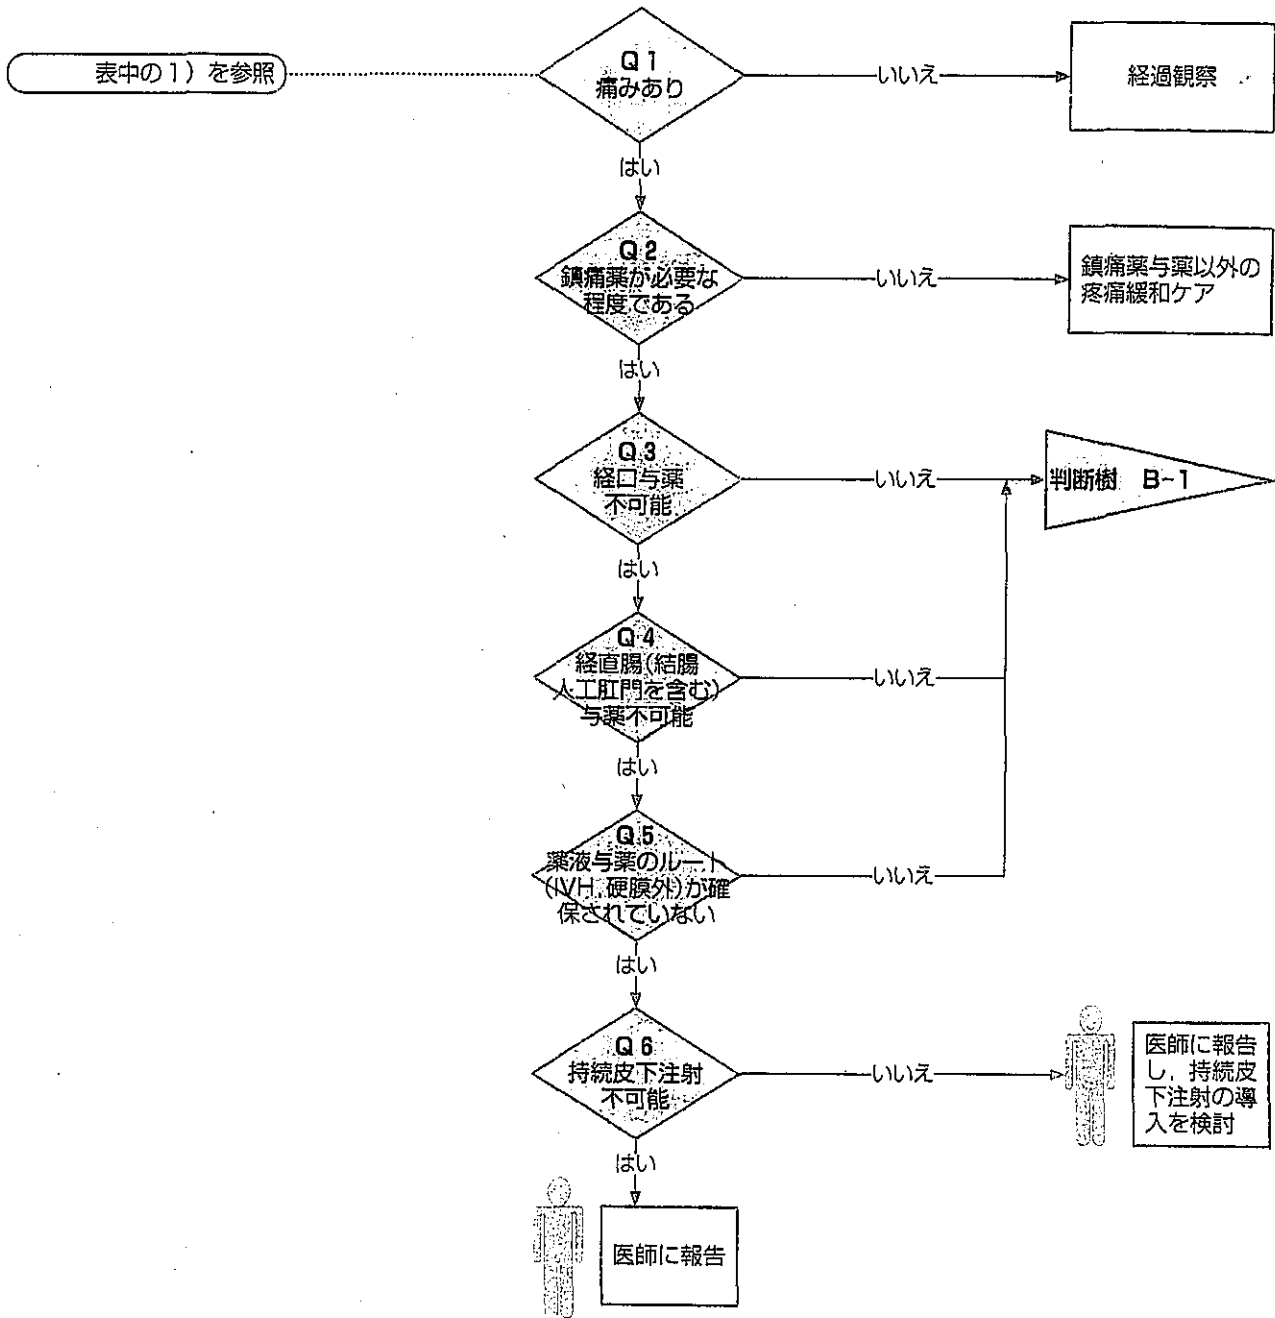 表中の1）を参照
Q1
痛みあり
いいえ
経過観察
はい
Q2
鎮痛薬が必要な
程度である
いいえ
鎮痛薬与薬以外の
疼痛緩和ケア
はい
Q3
経口与薬
不可能
いいえ
判断樹 B-1
はい
Q4
経直腸(結腸
人工肛門を含む)
与薬不可能
いいえ
はい
Q5
薬液与薬のルート
(IVH,硬膜外)が確
保されていない
いいえ
はい
Q6
持続皮下注射
不可能
いいえ
医師に報告
し，持続皮
下注射の導
入を検討
はい
医師に報告